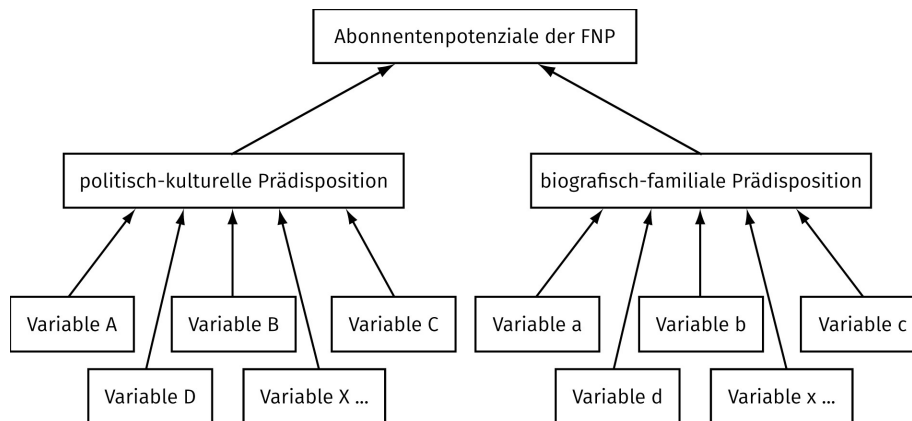 Abonnentenpotenziale der FNP
politisch-kulturelle Prädisposition
biografisch-familiale Prädisposition
Variable A
Variable B
Variable C
Variable a
Variable b
Variable c
Variable D
Variable X ...
Variable d
Variable x ...